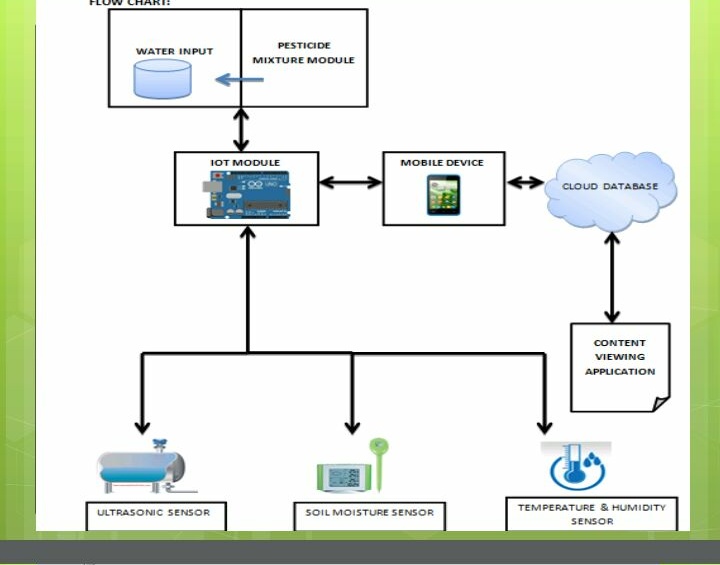 FLOW CHART:
WATER INPUT
PESTICIDE
MIXTURE MODULE
IOT MODULE
UNO
MOBILE DEVICE
CLOUD DATABASE
CONTENT
VIEWING
APPLICATION
ULTRASONIC SENSOR
SOIL MOISTURE SENSOR
TEMPERATURE & HUMIDITY
SENSOR